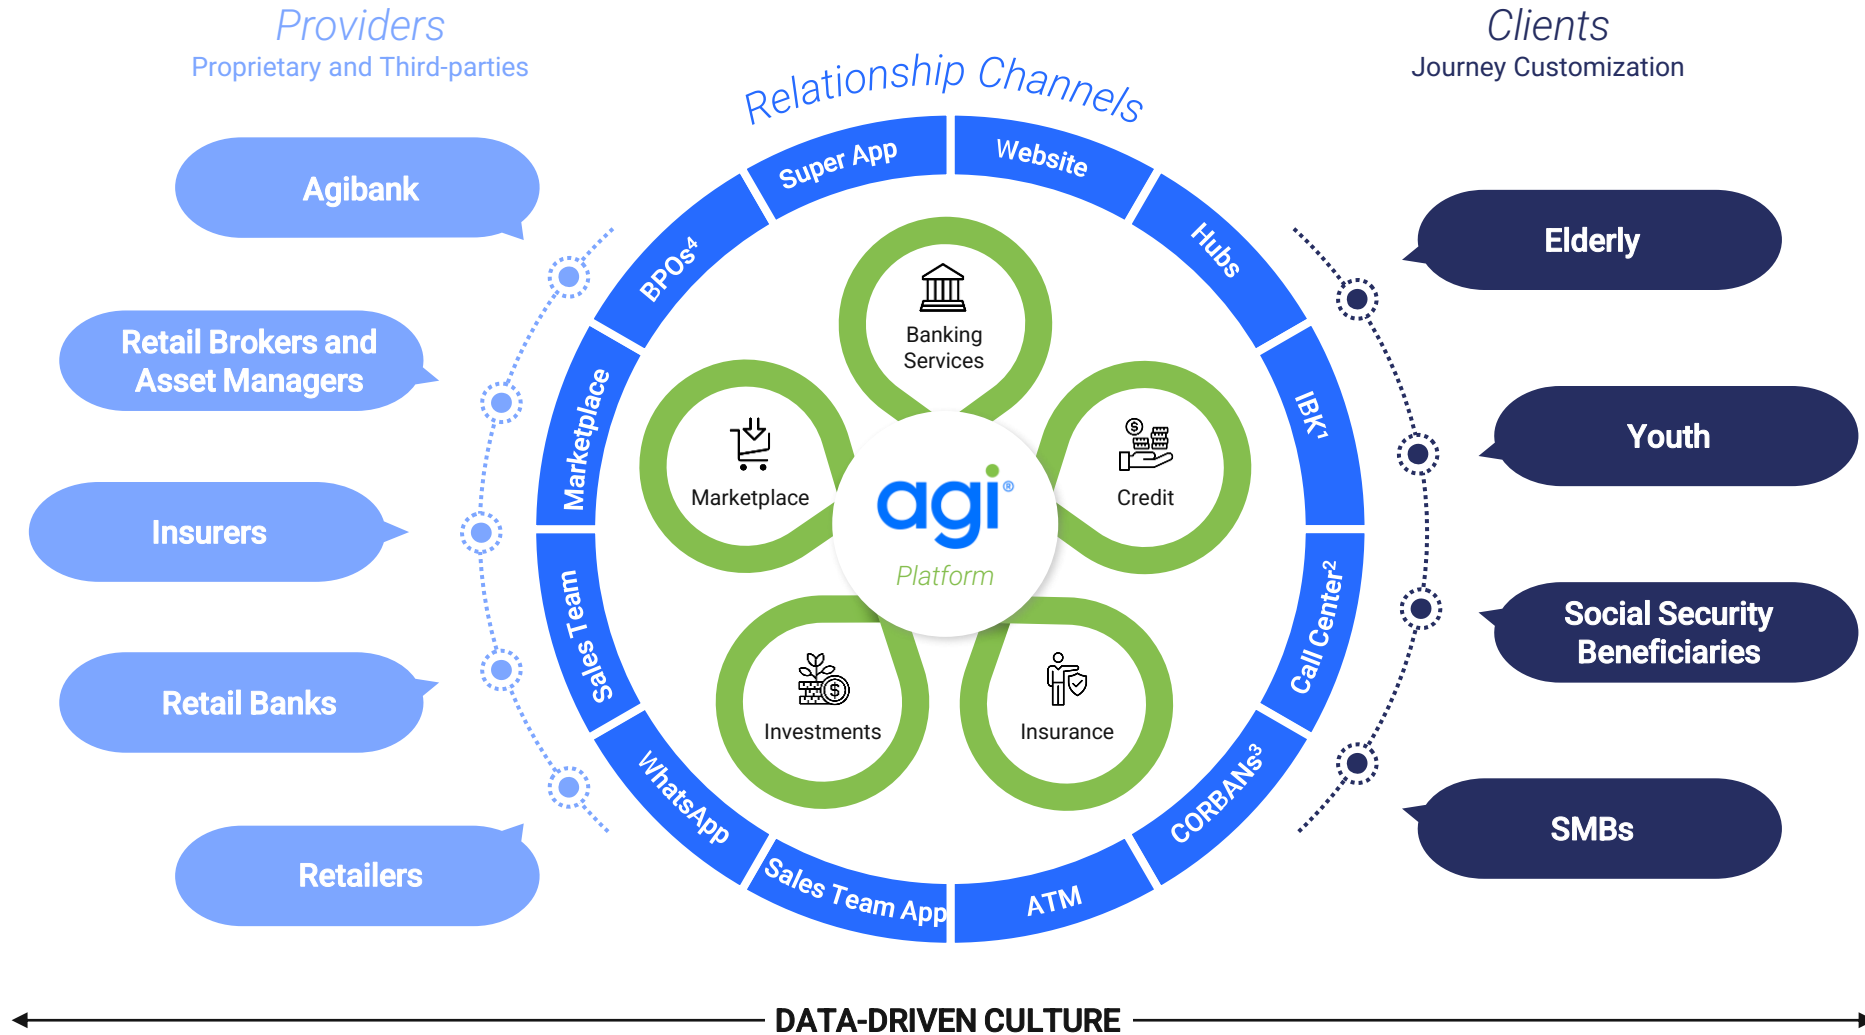 Providers
Proprietary and Third-parties
Agibank
Retail Brokers and
Asset Managers
Insurers
Retail Banks
Retailers
Relationship Channels
Super App
Website
Hubs
IBK¹
Call Center²
CORBANs³
ATM
Sales Team App
WhatsApp
Sales Team
Marketplace
BPOs⁴
Banking
Services
Credit
Insurance
Investments
Marketplace
agi®
Platform
Clients
Journey Customization
Elderly
Youth
Social Security
Beneficiaries
SMBs
DATA-DRIVEN CULTURE